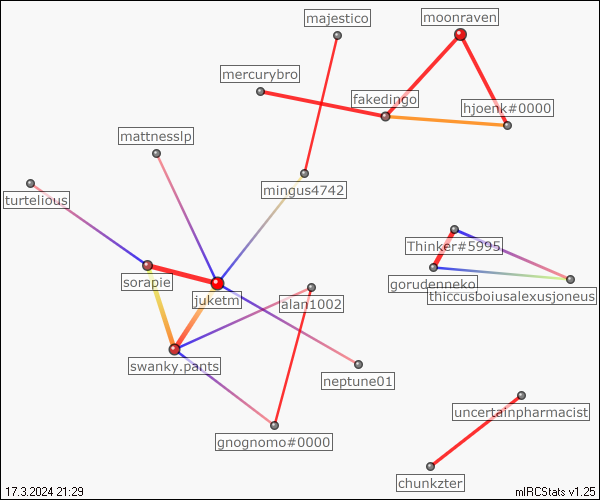 majestico
moonraven
mercurybro
fakedingo
hjoenk#0000
mattnesslp
mingus4742
turtelious
Thinker#5995
sorapie
gorudenneko
juketm
alan1002
thiccusboiusalexusjoneus
swanky.pants
neptune01
uncertainpharmacist
gnognomo#0000
chunkzter
17.3.2024 21:29
mIRCStats v1.25